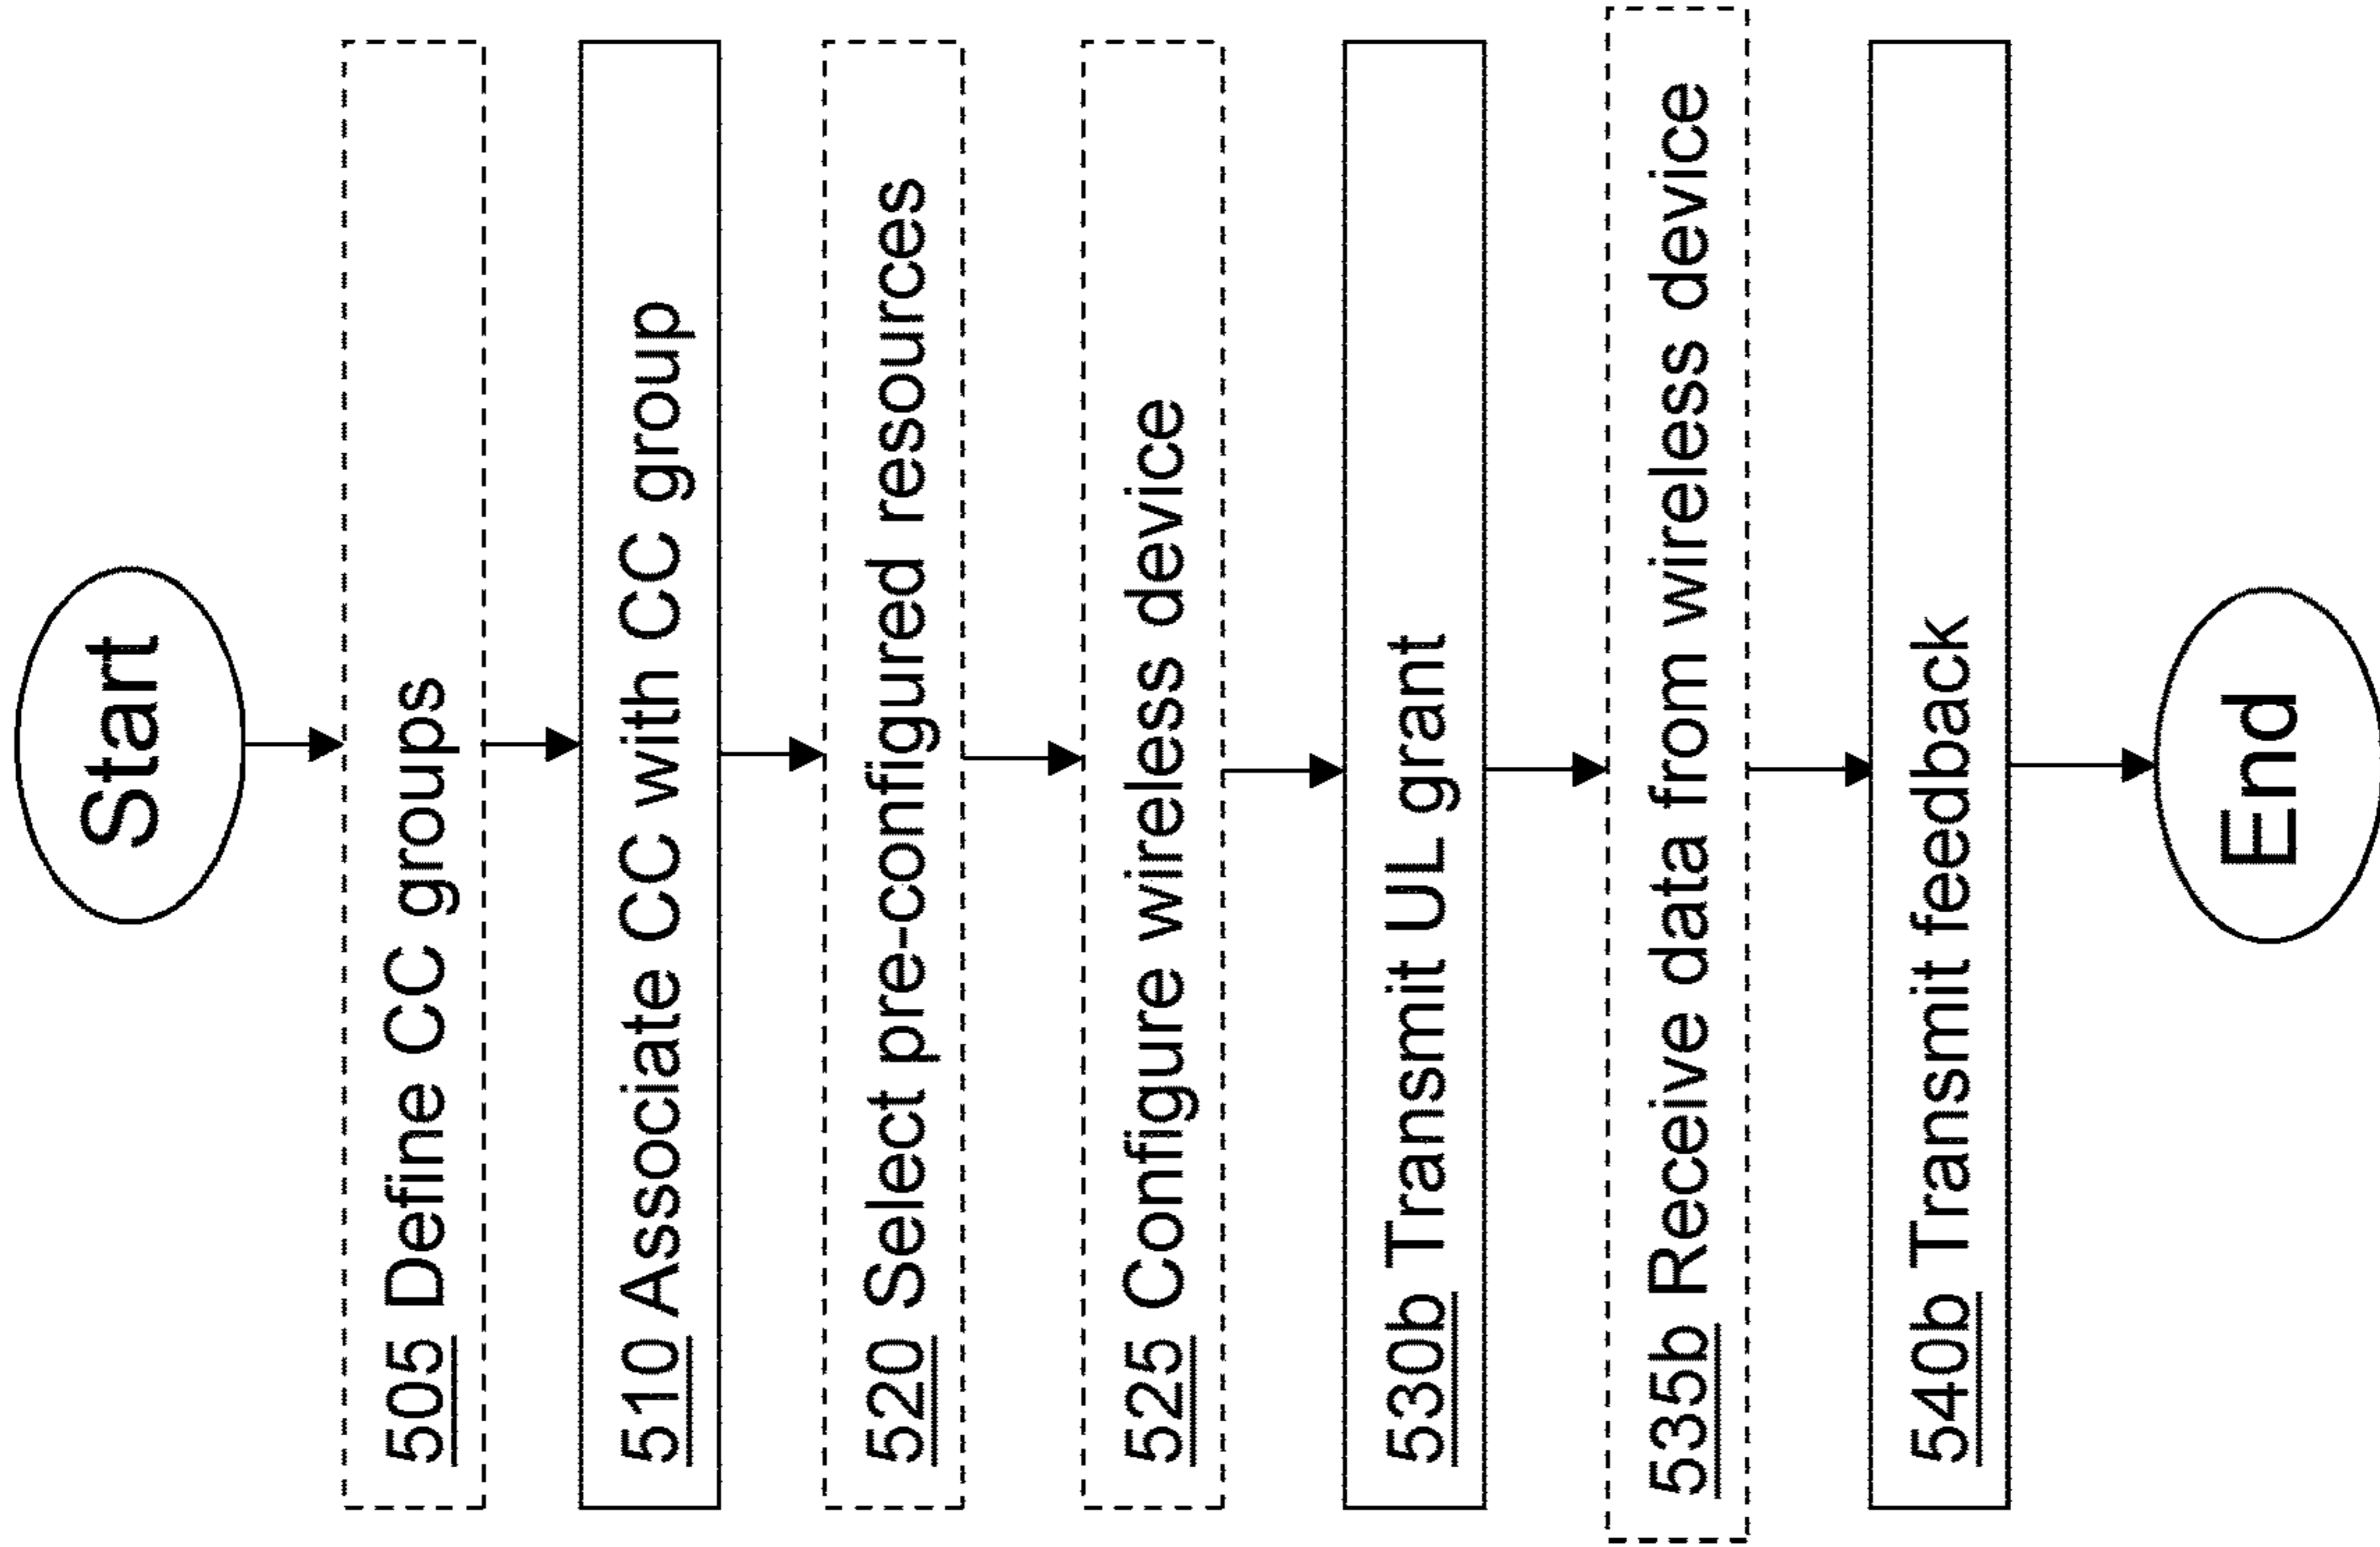 Start
505 Define CC groups
510 Associate CC with CC group
520 Select pre-configured resources
525 Configure wireless device
530b Transmit UL grant
535b Receive data from wireless device
540b Transmit feedback
End